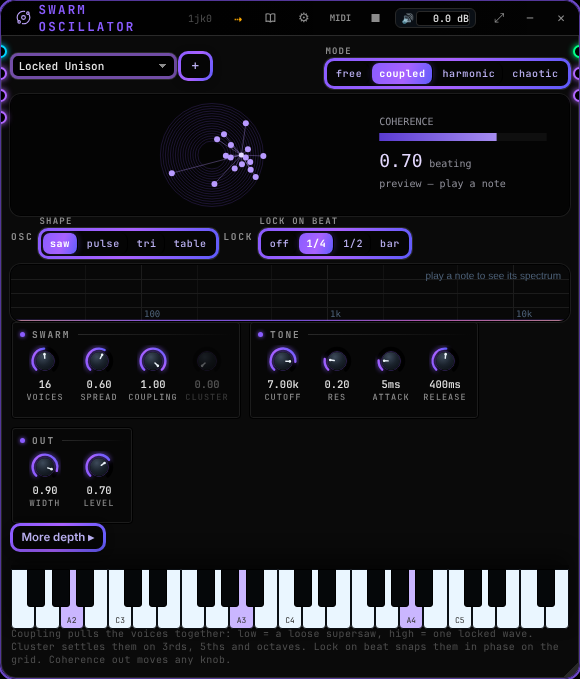 SWARM
OSCILLATOR
1jk0
MIDI
0.0 dB
Locked Unison
+
MODE
free coupled harmonic chaotic
COHERENCE
0.70 beating
preview — play a note
SHAPE
OSC saw pulse tri table
LOCK ON BEAT
LOCK off 1/4 1/2 bar
play a note to see its spectrum
100 1k 10k
SWARM
16 0.60 1.00 0.00
VOICES SPREAD COUPLING CLUSTER
TONE
7.00k 0.20 5ms 400ms
CUTOFF RES ATTACK RELEASE
OUT
0.90 0.70
WIDTH LEVEL
More depth ▸
A2 C3 A3 C4 A4 C5
Coupling pulls the voices together: low = a loose supersaw, high = one locked wave.
Cluster settles them on 3rds, 5ths and octaves. Lock on beat snaps them in phase on the
grid. Coherence out moves any knob.